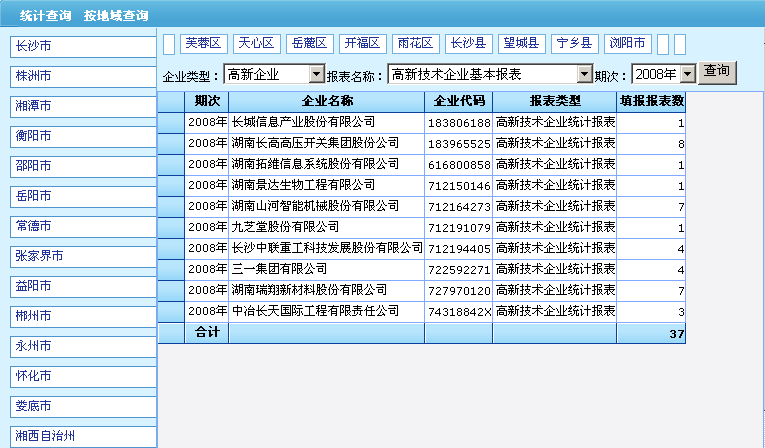 统计查询 按地域查询
长沙市
株洲市
湘潭市
衡阳市
邵阳市
岳阳市
常德市
张家界市
益阳市
郴州市
永州市
怀化市
娄底市
湘西自治州
芙蓉区 天心区 岳麓区 开福区 雨花区 长沙县 望城县 宁乡县 浏阳市
企业类型：高新企业 报表名称：高新技术企业基本报表 期次：2008年 查询
期次 企业名称 企业代码 报表类型 填报报表数
2008年 长城信息产业股份有限公司 183806188 高新技术企业统计报表 1
2008年 湖南长高高压开关集团股份公司 183965525 高新技术企业统计报表 8
2008年 湖南拓维信息系统股份有限公司 616800858 高新技术企业统计报表 1
2008年 湖南景达生物工程有限公司 712150146 高新技术企业统计报表 1
2008年 湖南山河智能机械股份有限公司 712164273 高新技术企业统计报表 7
2008年 九芝堂股份有限公司 712191079 高新技术企业统计报表 1
2008年 长沙中联重工科技发展股份有限公司 712194405 高新技术企业统计报表 4
2008年 三一集团有限公司 722592271 高新技术企业统计报表 4
2008年 湖南瑞翔新材料股份有限公司 727970120 高新技术企业统计报表 7
2008年 中冶长天国际工程有限责任公司 74318842X 高新技术企业统计报表 3
合计 37